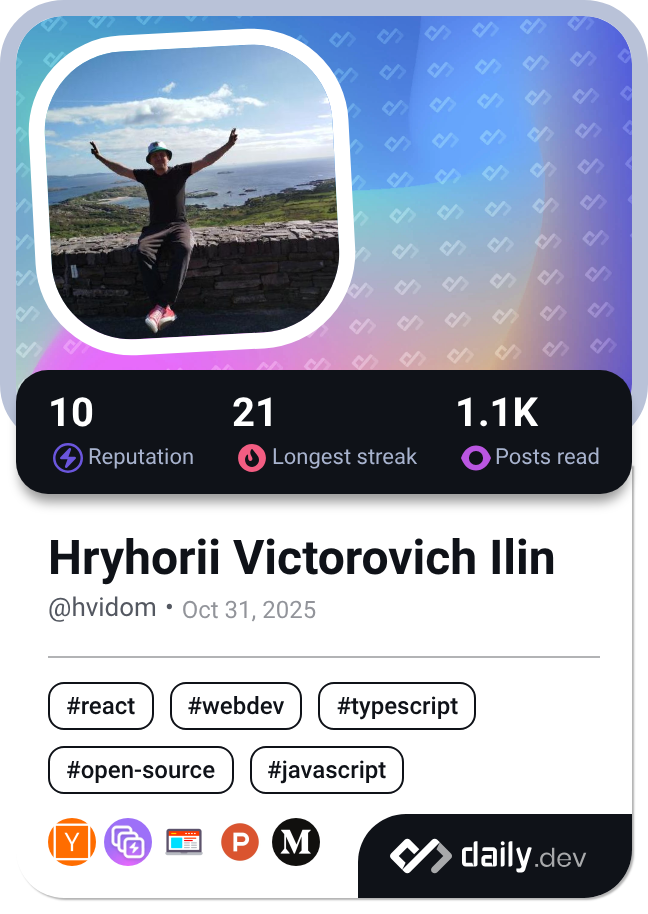 10 21 1.1K
Reputation Longest streak Posts read
Hryhorii Victorovich Ilin
@hvidom • Oct 31, 2025
#react #webdev #typescript
#open-source #javascript
Y P M daily.dev